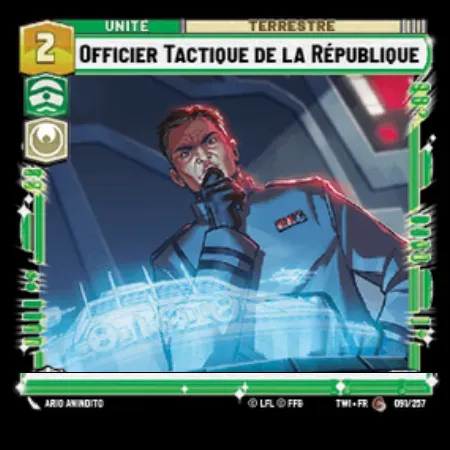 2
UNITÉ
TERRESTRE
OFFICIER TACTIQUE DE LA RÉPUBLIQUE
ARIO ANINDITO
© LFL © FFG
TWI • FR
091/257